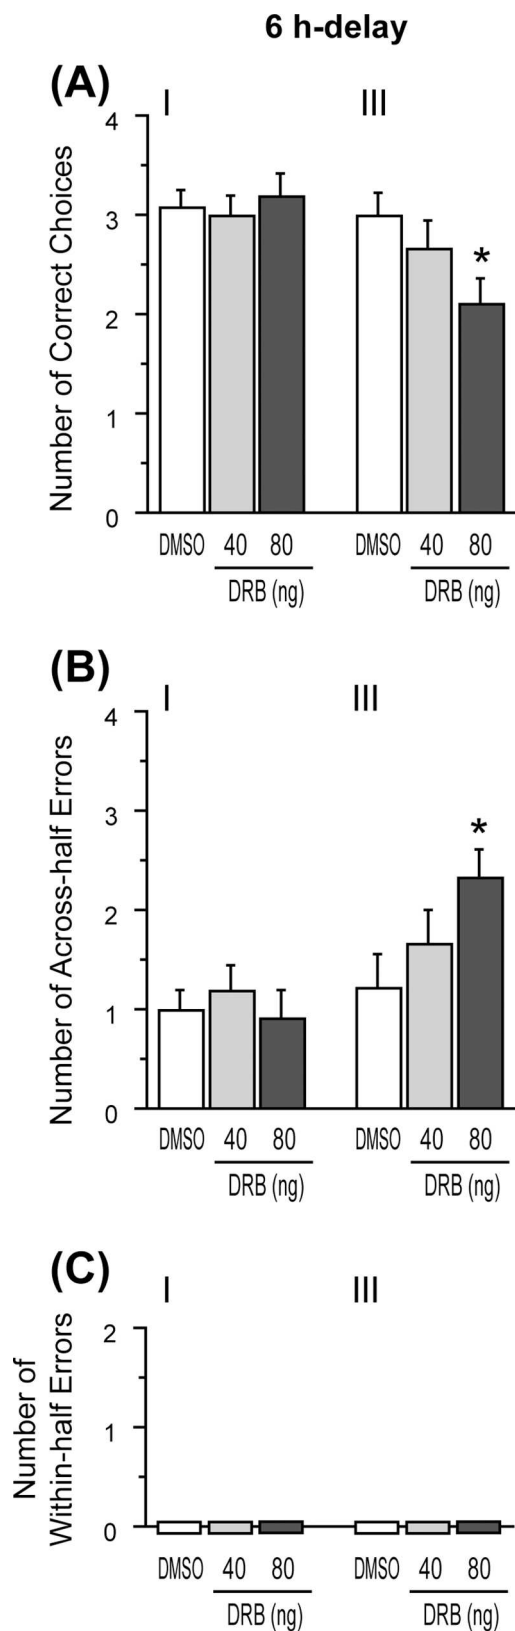 6 h-delay
(A)
I III
Number of Correct Choices
4
3
2
1
0
*
DMSO 40 80 DMSO 40 80
DRB (ng) DRB (ng)
(B)
I III
Number of Across-half Errors
4
3
2
1
0
*
DMSO 40 80 DMSO 40 80
DRB (ng) DRB (ng)
(C)
I III
Number of
Within-half Errors
2
1
0
DMSO 40 80 DMSO 40 80
DRB (ng) DRB (ng)